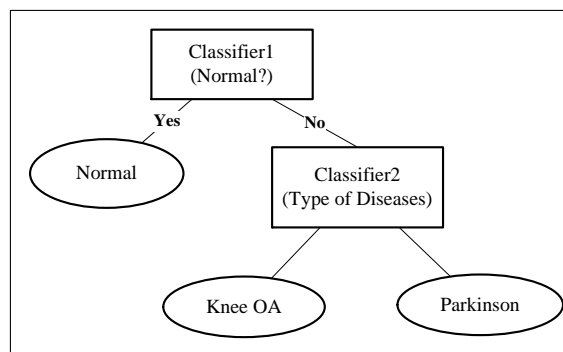 Classifier1
(Normal?)
Yes
No
Normal
Classifier2
(Type of Diseases)
Knee OA
Parkinson